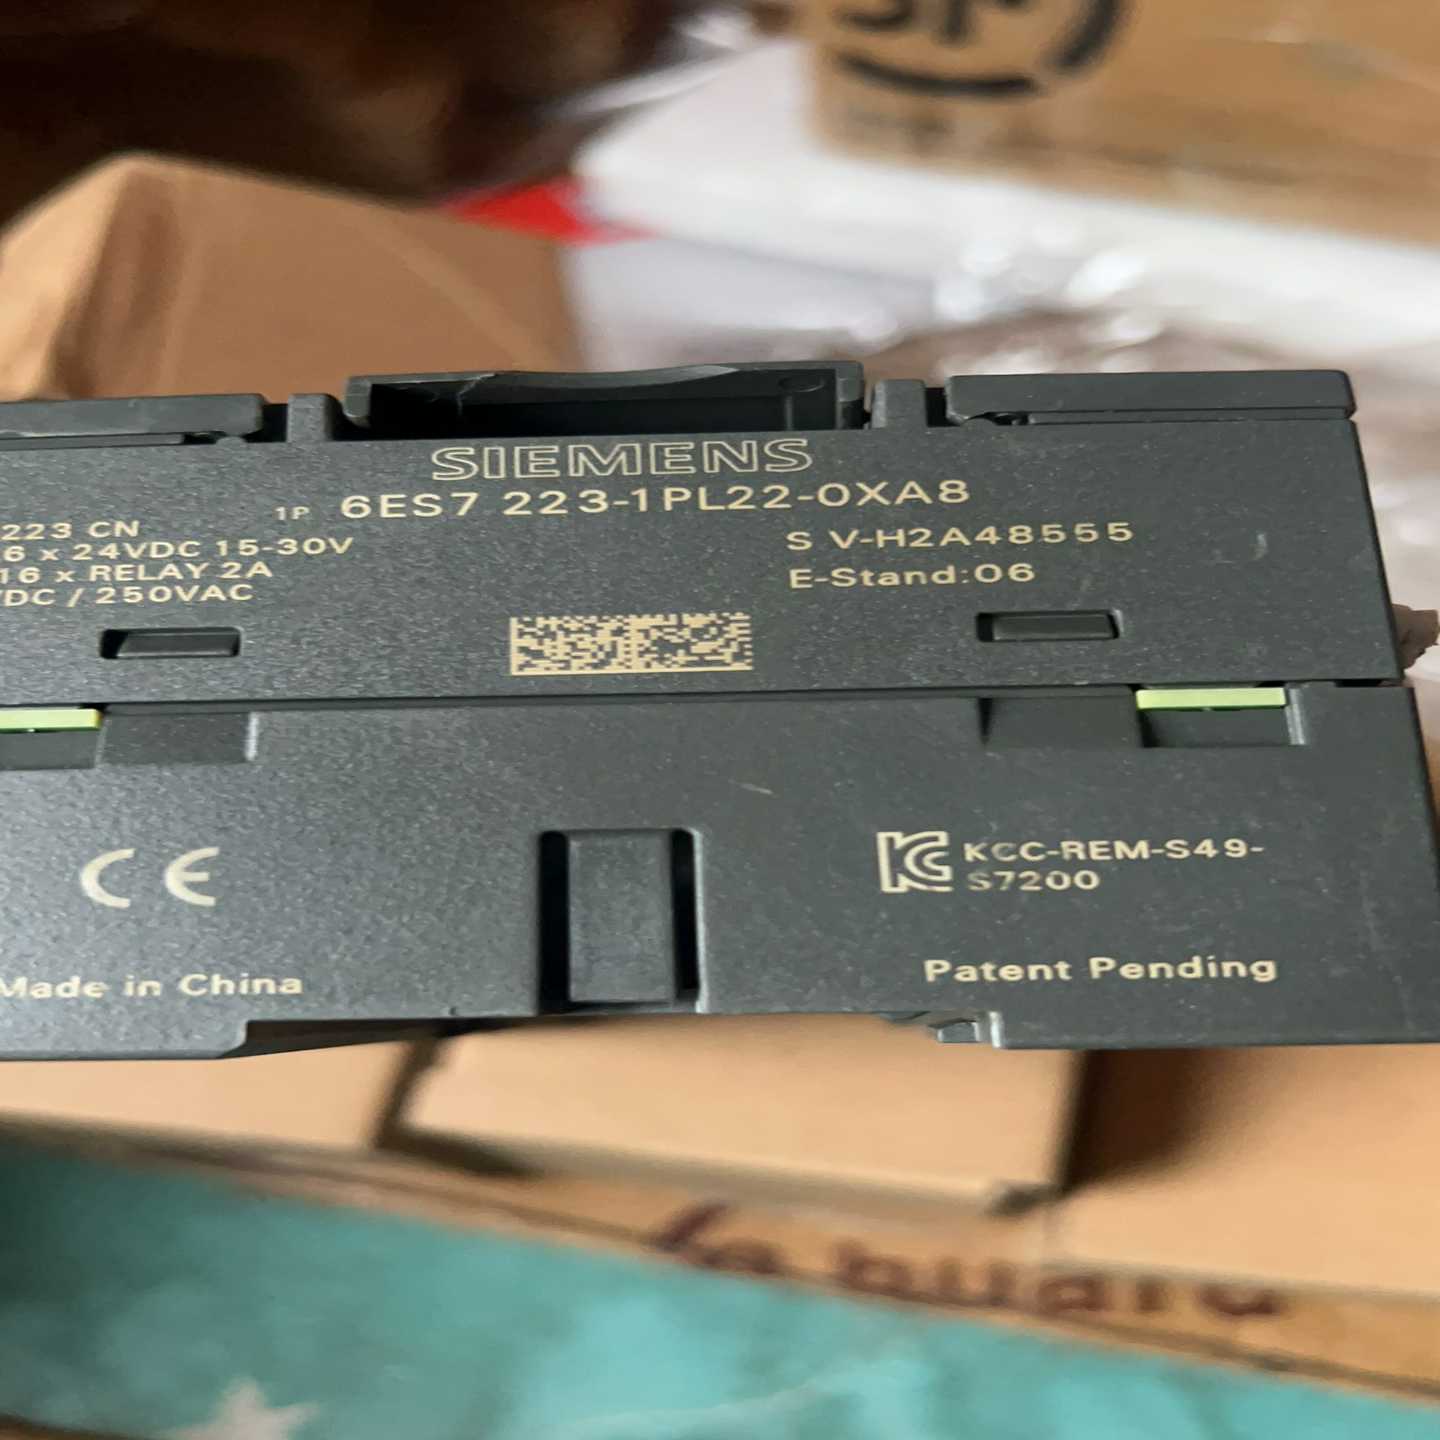 SIEMENS
1P 6ES7 223-1PL22-0XA8
223 CN
6 x 24VDC 15-30V
16 x RELAY 2A
VDC / 250VAC
S V-H2A48555
E-Stand:06
CE
KCC-REM-S49-
S7200
Made in China
Patent Pending